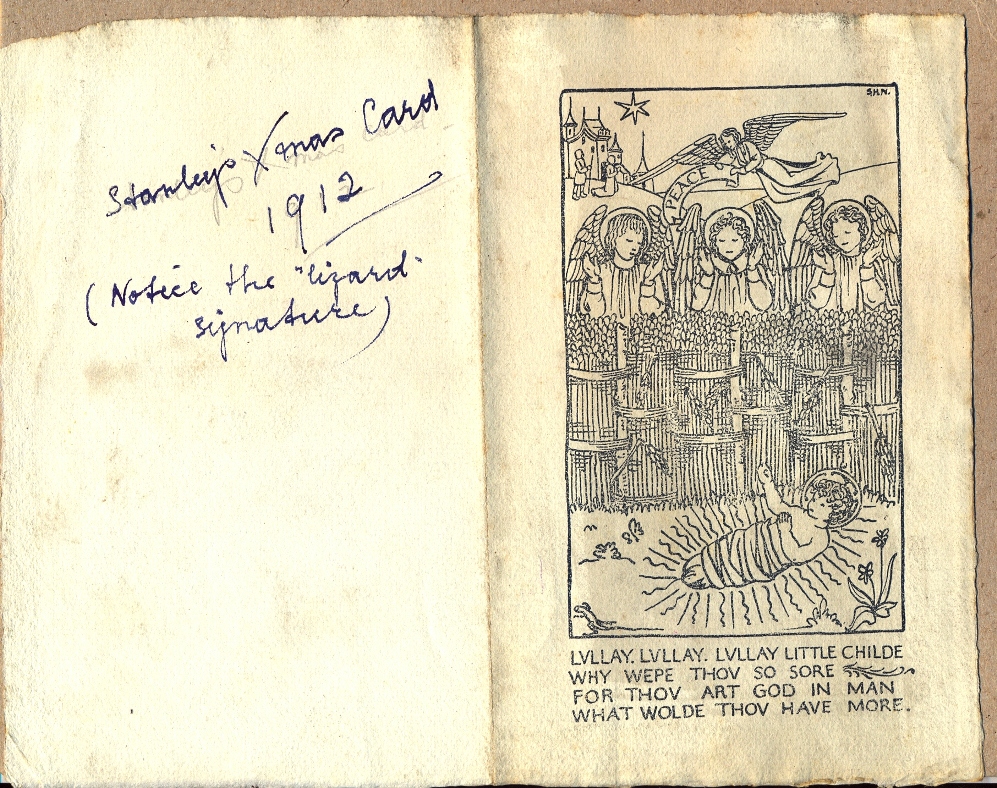 Stanley's Xmas Card
1912
(Notice the "lizard"
signature)
S.H.N.
PEACE
LVLLAY. LVLLAY. LVLLAY LITTLE CHILDE
WHY WEPE THOV SO SORE
FOR THOV ART GOD IN MAN
WHAT WOLDE THOV HAVE MORE.